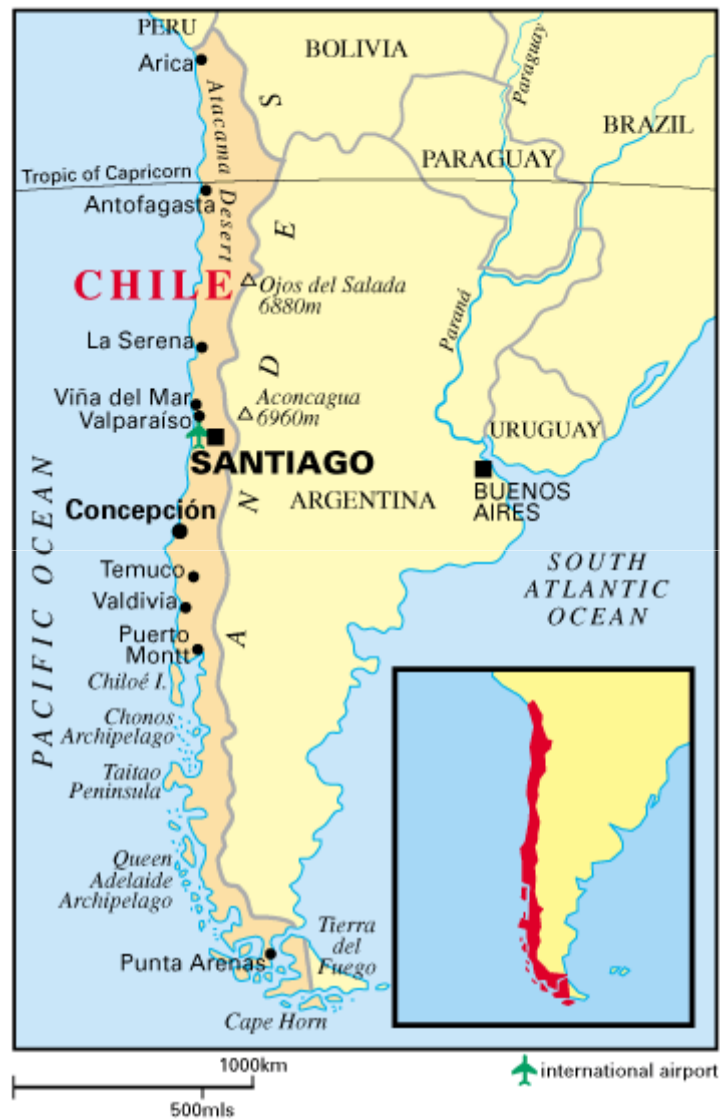 PERU
BOLIVIA
Arica
Paraguay
Atacama Desert
BRAZIL
PARAGUAY
Tropic of Capricorn
Antofagasta
CHILE
Ojos del Salada
6880m
Paraná
La Serena
Viña del Mar
Valparaíso
Aconcagua
6960m
URUGUAY
SANTIAGO
BUENOS
AIRES
ARGENTINA
ANDES
Concepción
PACIFIC OCEAN
SOUTH
ATLANTIC
OCEAN
Temuco
Valdivia
Puerto
Montt
Chiloé I.
Chonos
Archipelago
Taitao
Peninsula
Queen
Adelaide
Archipelago
Tierra
del
Fuego
Punta Arenas
Cape Horn
1000km
500mls
international airport